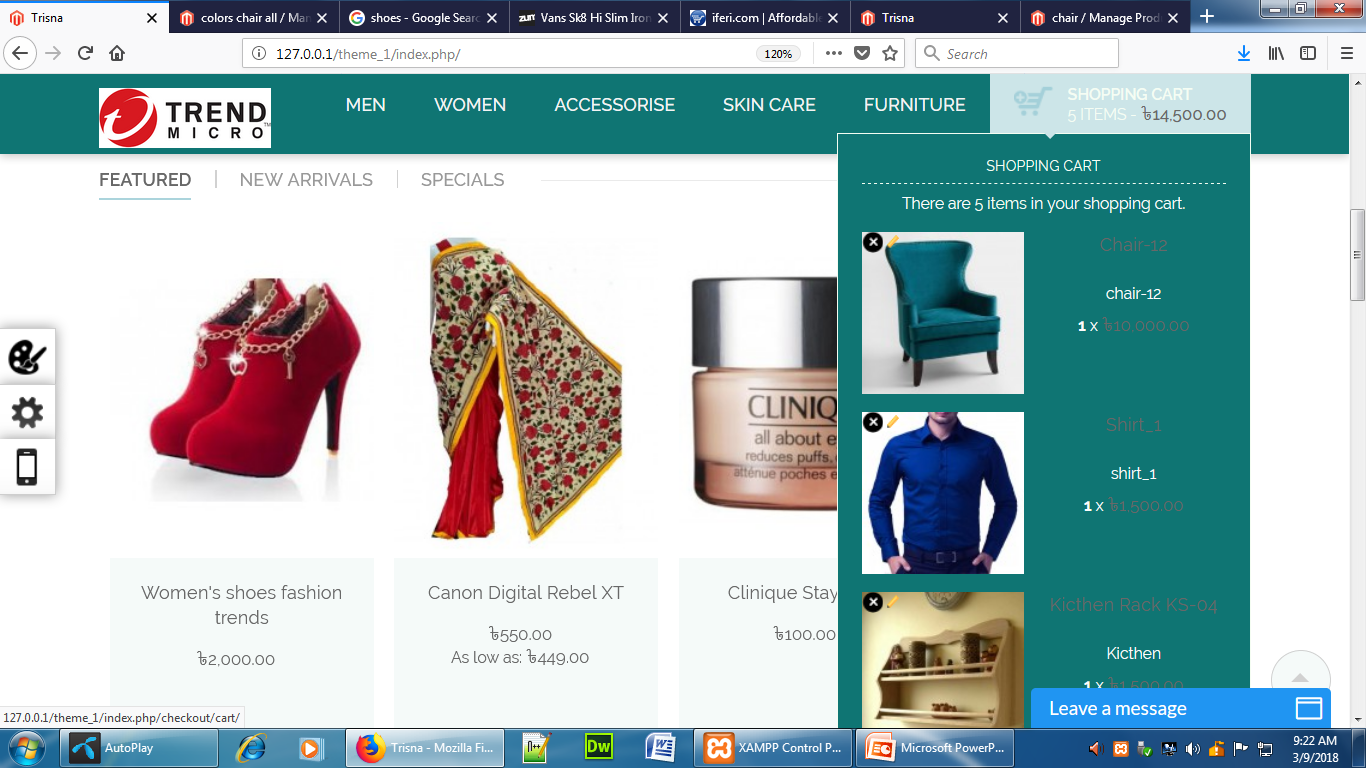 Trisna
colors chair all / Man
shoes - Google Searc
Vans Sk8 Hi Slim Iron
iferi.com | Affordable
Trisna
chair / Manage Prod
127.0.0.1/theme_1/index.php/
120%
Search
TREND
MICRO
MEN
WOMEN
ACCESSORISE
SKIN CARE
FURNITURE
SHOPPING CART
5 ITEMS - ৳14,500.00
FEATURED
NEW ARRIVALS
SPECIALS
SHOPPING CART
There are 5 items in your shopping cart.
Chair-12
chair-12
1 x ৳10,000.00
Shirt_1
shirt_1
1 x ৳1,500.00
Kicthen Rack KS-04
Kicthen
1 x ৳1,500.00
CLINIQ
all about e
reduces puffs,
atténue poches e
Women's shoes fashion
trends
৳2,000.00
Canon Digital Rebel XT
৳550.00
As low as: ৳449.00
Clinique Stay
৳100.00
Leave a message
127.0.0.1/theme_1/index.php/checkout/cart/
AutoPlay
Trisna - Mozilla Fi...
Dw
XAMPP Control P...
Microsoft PowerP...
9:22 AM
3/9/2018